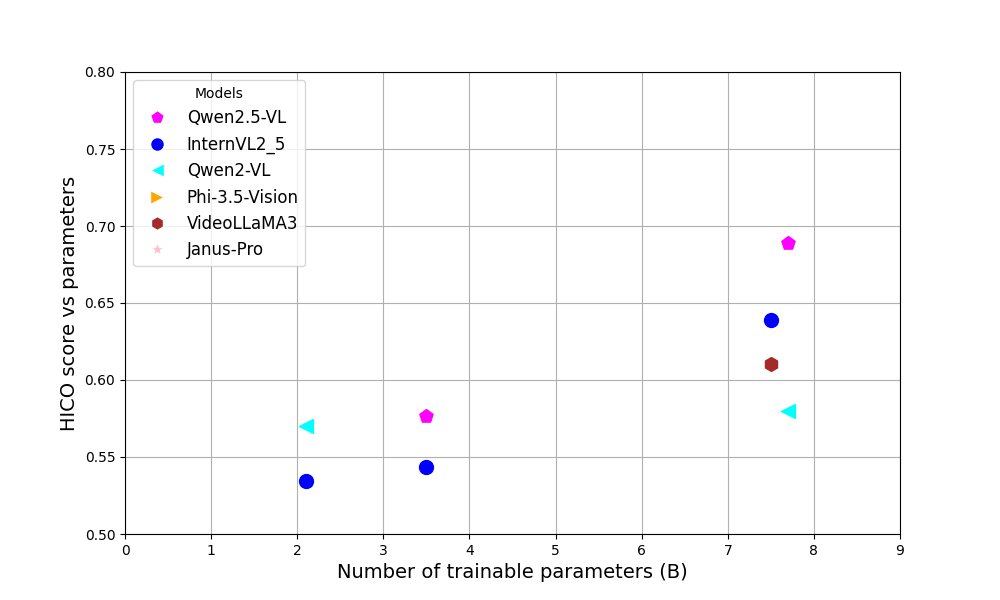 0.80
0.75
0.70
0.65
0.60
0.55
0.50
HICO score vs parameters
Models
Qwen2.5-VL
InternVL2_5
Qwen2-VL
Phi-3.5-Vision
VideoLLaMA3
Janus-Pro
0 1 2 3 4 5 6 7 8 9
Number of trainable parameters (B)